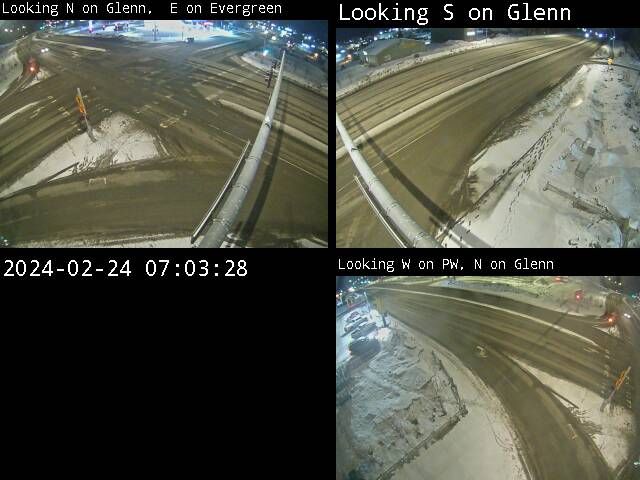 Looking N on Glenn,  E on Evergreen
Looking S on Glenn
2024-02-24 07:03:28
Looking W on PW, N on Glenn